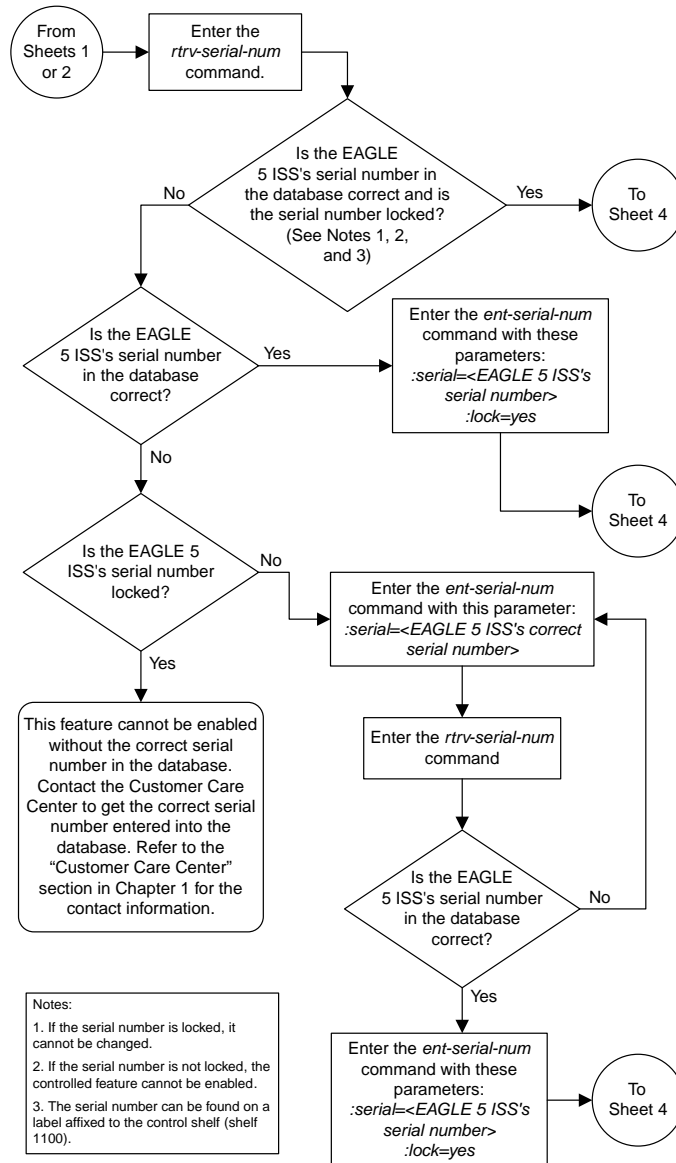 From
Sheets 1
or 2
Enter the
rtrv-serial-num
command.
Is the EAGLE
5 ISS's serial number in
the database correct and is
the serial number locked?
(See Notes 1, 2,
and 3)
No
Yes
To
Sheet 4
Is the EAGLE
5 ISS's serial number
in the database
correct?
Yes
No
Enter the ent-serial-num
command with these
parameters:
:serial=<EAGLE 5 ISS's
serial number>
:lock=yes
To
Sheet 4
Is the EAGLE 5
ISS's serial number
locked?
No
Yes
Enter the ent-serial-num
command with this parameter:
:serial=<EAGLE 5 ISS's correct
serial number>
This feature cannot be enabled
without the correct serial
number in the database.
Contact the Customer Care
Center to get the correct serial
number entered into the
database. Refer to the
“Customer Care Center”
section in Chapter 1 for the
contact information.
Enter the rtrv-serial-num
command
Is the EAGLE
5 ISS's serial number
in the database
correct?
No
Yes
Notes:
1. If the serial number is locked, it
cannot be changed.
2. If the serial number is not locked, the
controlled feature cannot be enabled.
3. The serial number can be found on a
label affixed to the control shelf (shelf
1100).
Enter the ent-serial-num
command with these
parameters:
:serial=<EAGLE 5 ISS's
serial number>
:lock=yes
To
Sheet 4